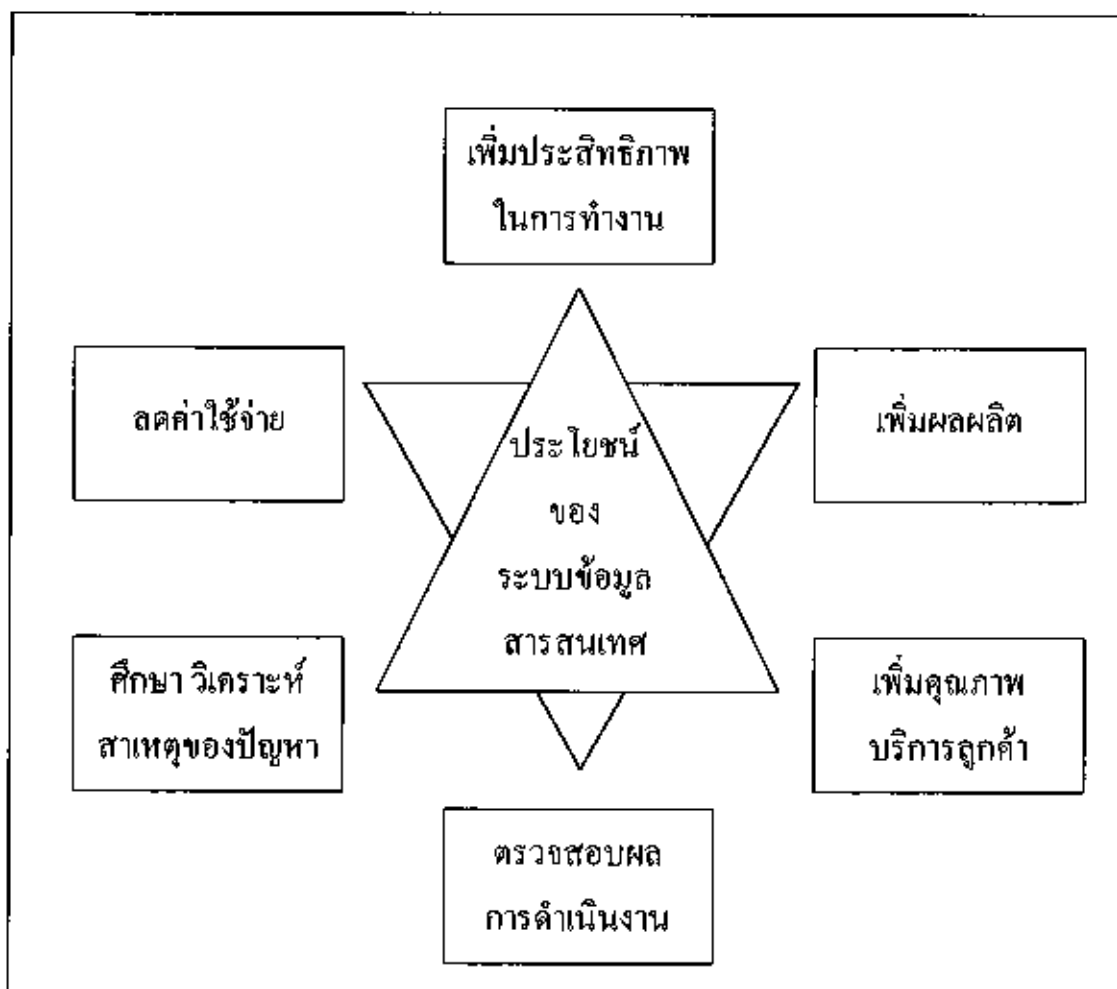 เพิ่มประสิทธิภาพ
ในการทำงาน
ลดค่าใช้จ่าย
เพิ่มผลผลิต
ประโยชน์
ของ
ระบบข้อมูล
สารสนเทศ
ศึกษา วิเคราะห์
สาเหตุของปัญหา
เพิ่มคุณภาพ
บริการลูกค้า
ตรวจสอบผล
การดำเนินงาน